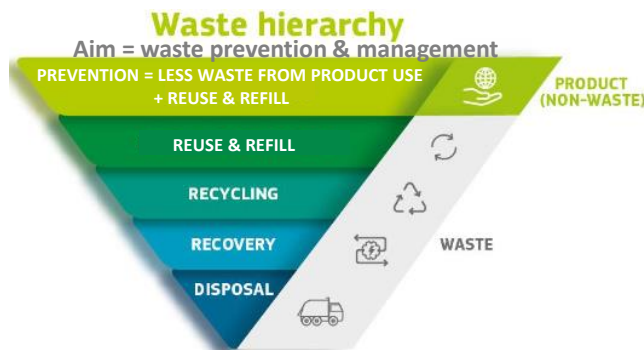 Waste hierarchy
Aim = waste prevention & management
PREVENTION = LESS WASTE FROM PRODUCT USE
+ REUSE & REFILL
PRODUCT
(NON-WASTE)
REUSE & REFILL
RECYCLING
RECOVERY
WASTE
DISPOSAL